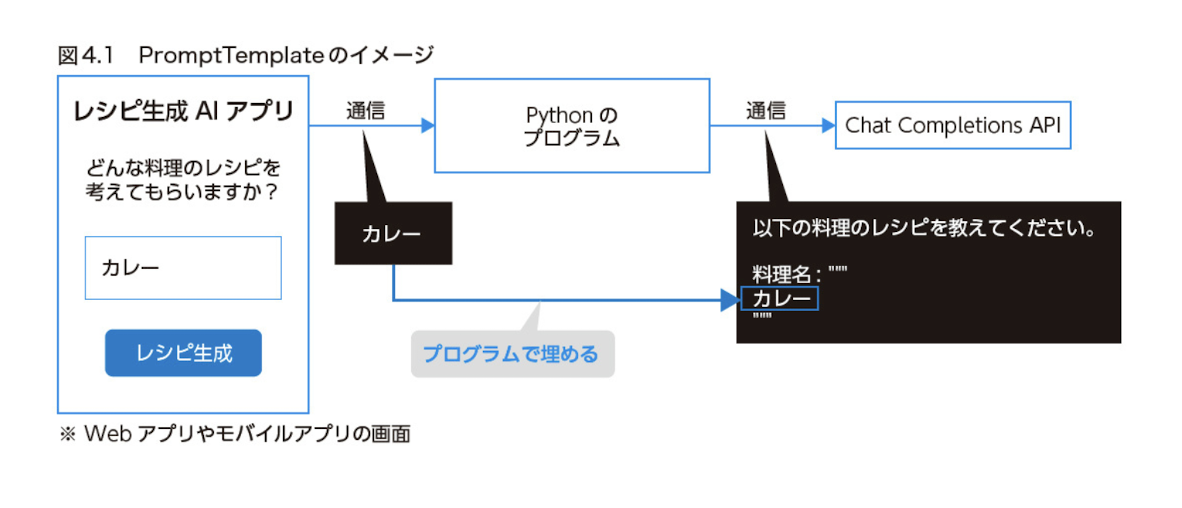 図4.1 PromptTemplateのイメージ
レシピ生成 AI アプリ
どんな料理のレシピを
考えてもらいますか？
カレー
レシピ生成
※ Web アプリやモバイルアプリの画面
通信
カレー
Python の
プログラム
プログラムで埋める
通信
Chat Completions API
以下の料理のレシピを教えてください。
料理名 : """
カレー
"""